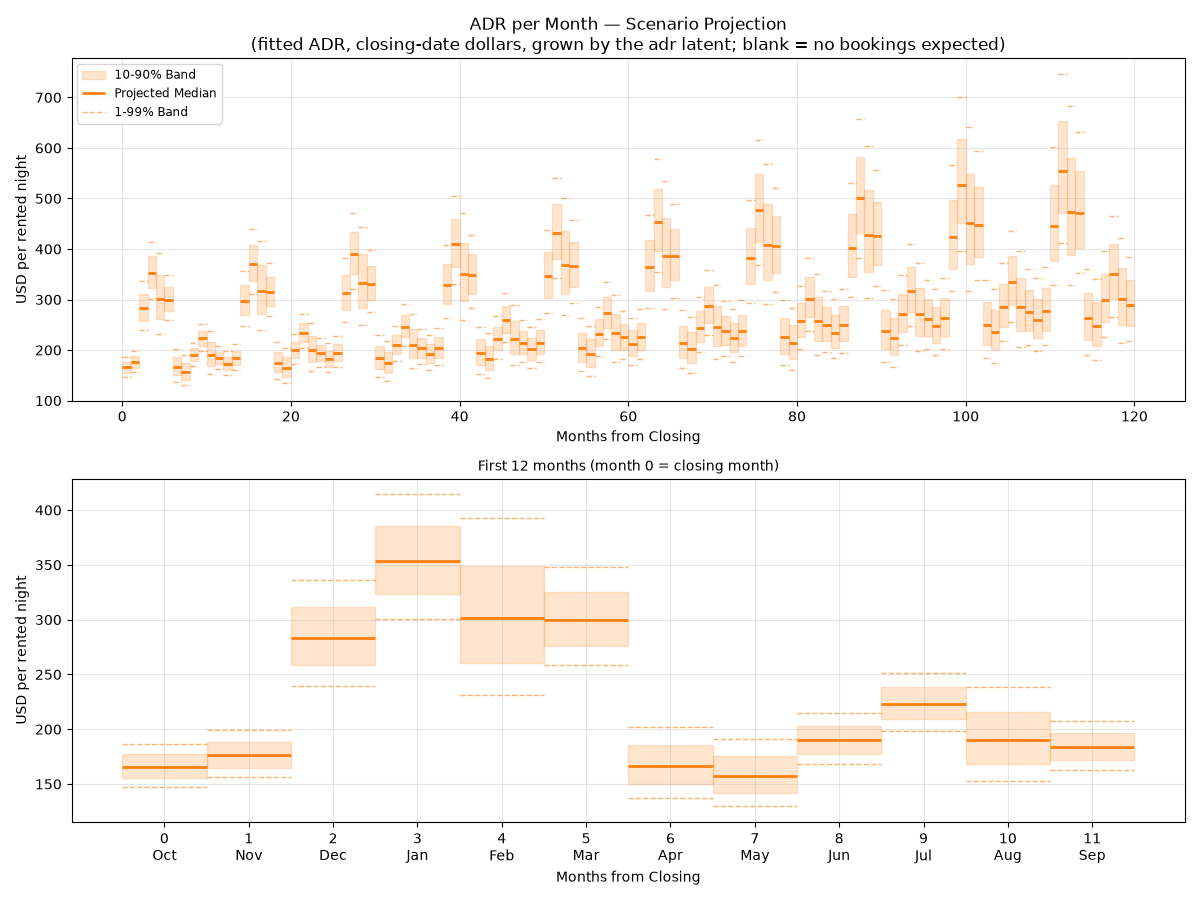 ADR per Month — Scenario Projection
(fitted ADR, closing-date dollars, grown by the adr latent; blank = no bookings expected)
10-90% Band
Projected Median
1-99% Band
USD per rented night
700
600
500
400
300
200
100
0 20 40 60 80 100 120
Months from Closing
First 12 months (month 0 = closing month)
USD per rented night
400
350
300
250
200
150
0 1 2 3 4 5 6 7 8 9 10 11
Oct Nov Dec Jan Feb Mar Apr May Jun Jul Aug Sep
Months from Closing